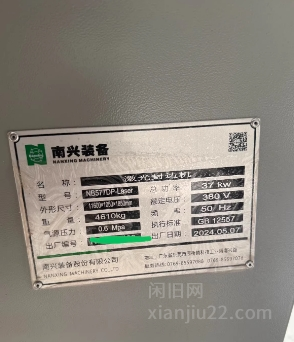 南兴装备
NANXING MACHINERY
名 称: 激光封边机
型 号: NB577DP-Laser 总功率: 37 kw
外形尺寸: 额定电压: 380 V
重 量: 4610kg 频 率: 50/Hz
气源压力: 0.6 Mpa 执行标准: GB 12557
出厂编号: 出厂日期: 2024.05.07
南兴装备股份有限公司
NANXING MACHINERY CO.,LTD.
闲旧网
xianjiu22.com